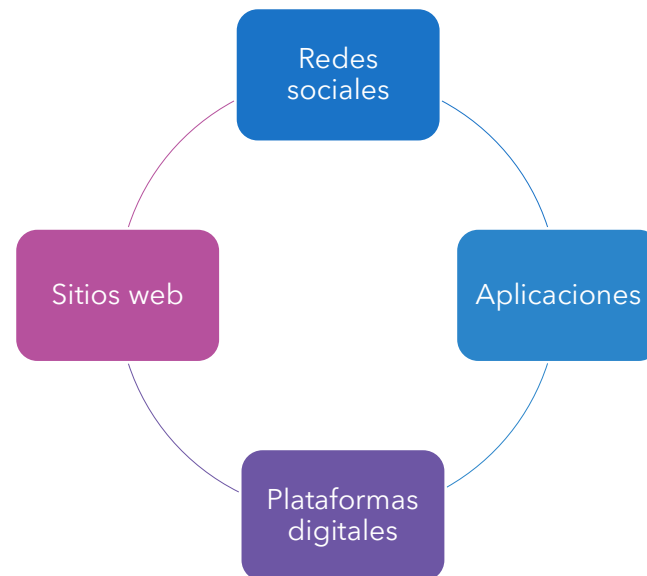 Redes
sociales
Sitios web
Aplicaciones
Plataformas
digitales